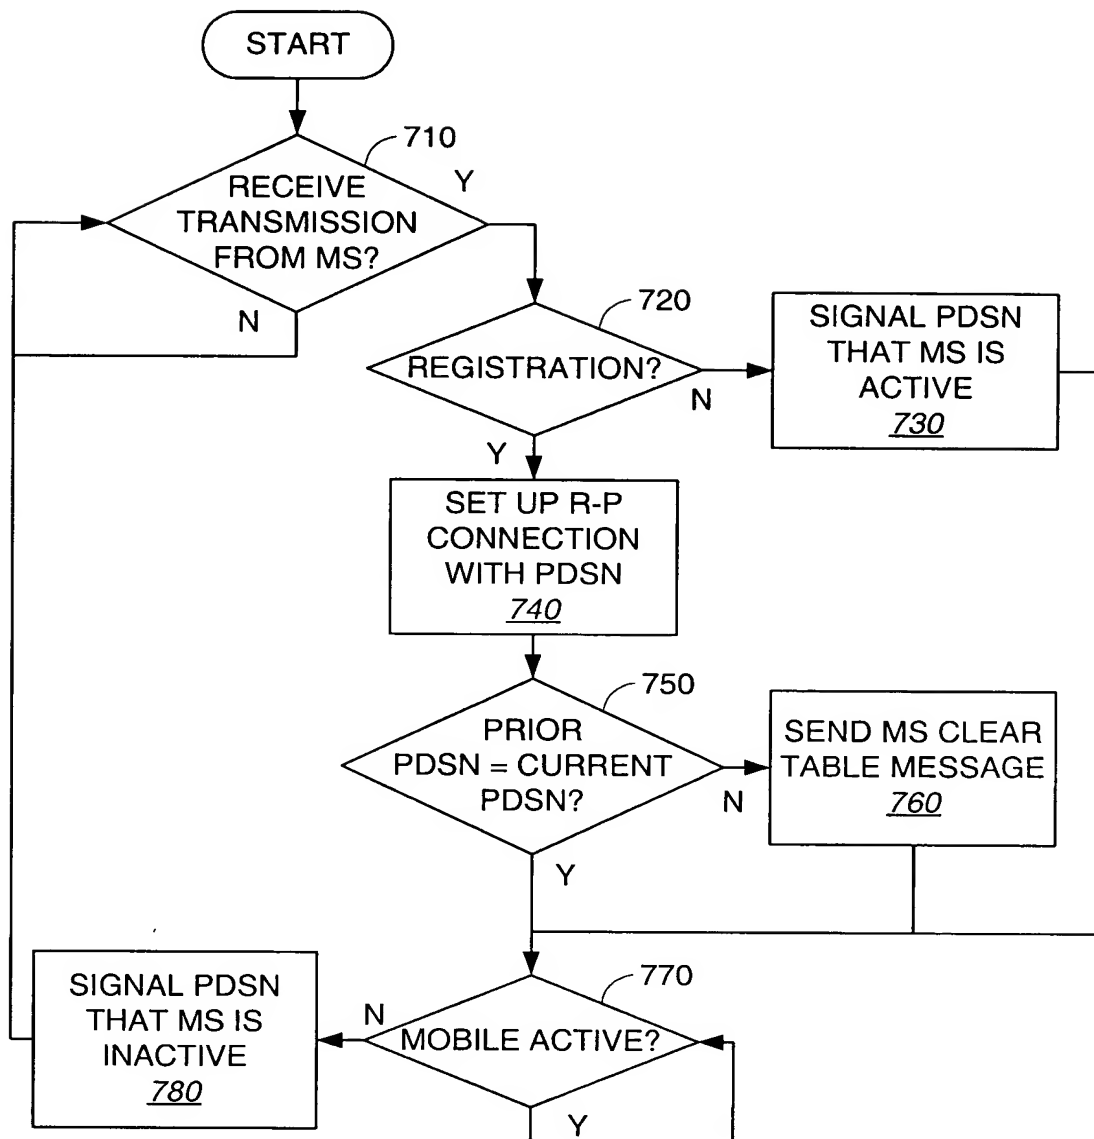 START
710
RECEIVE
TRANSMISSION
FROM MS?
Y
N
720
REGISTRATION?
N
Y
SIGNAL PDSN
THAT MS IS
ACTIVE
730
SET UP R-P
CONNECTION
WITH PDSN
740
750
PRIOR
PDSN = CURRENT
PDSN?
N
Y
SEND MS CLEAR
TABLE MESSAGE
760
770
MOBILE ACTIVE?
N
Y
SIGNAL PDSN
THAT MS IS
INACTIVE
780